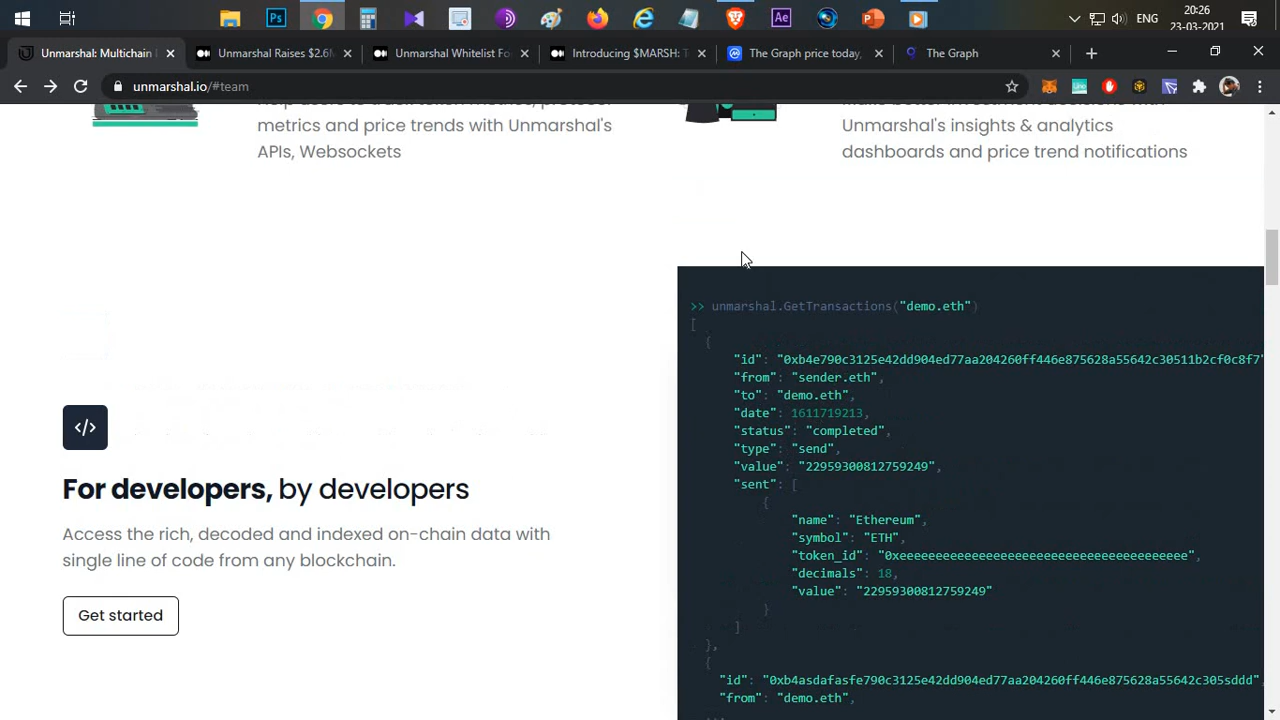 20:26
ENG
23-03-2021
Unmarshal: Multichain
Unmarshal Raises $2.6M
Unmarshal Whitelist Fo
Introducing $MARSH: T
The Graph price today,
The Graph
unmarshal.io/#team
metrics and price trends with Unmarshal's
APIs, Websockets
Unmarshal's insights & analytics
dashboards and price trend notifications
>> unmarshal.GetTransactions("demo.eth")
[
{
"id": "0xb4e790c3125e42dd904ed77aa204260ff446e875628a55642c30511b2cf0c8f7"
"from": "sender.eth",
"to": "demo.eth",
"date": 1611719213,
"status": "completed",
"type": "send",
"value": "22959300812759249",
"sent": [
{
"name": "Ethereum",
"symbol": "ETH",
"token_id": "0xeeeeeeeeeeeeeeeeeeeeeeeeeeeeeeeeeeeeeeee",
"decimals": 18,
"value": "22959300812759249"
}
]
},
{
"id": "0xb4asdafasfe790c3125e42dd904ed77aa204260ff446e875628a55642c305sddd",
"from": "demo.eth",
</>
For developers, by developers
Access the rich, decoded and indexed on-chain data with
single line of code from any blockchain.
Get started